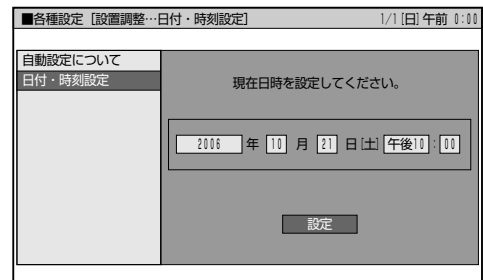 ■各種設定［設置調整…日付・時刻設定］ 1/1[日]午前 0:00
自動設定について
日付・時刻設定
現在日時を設定してください。
2006 年 10 月 21 日[土] 午後10:00
設定